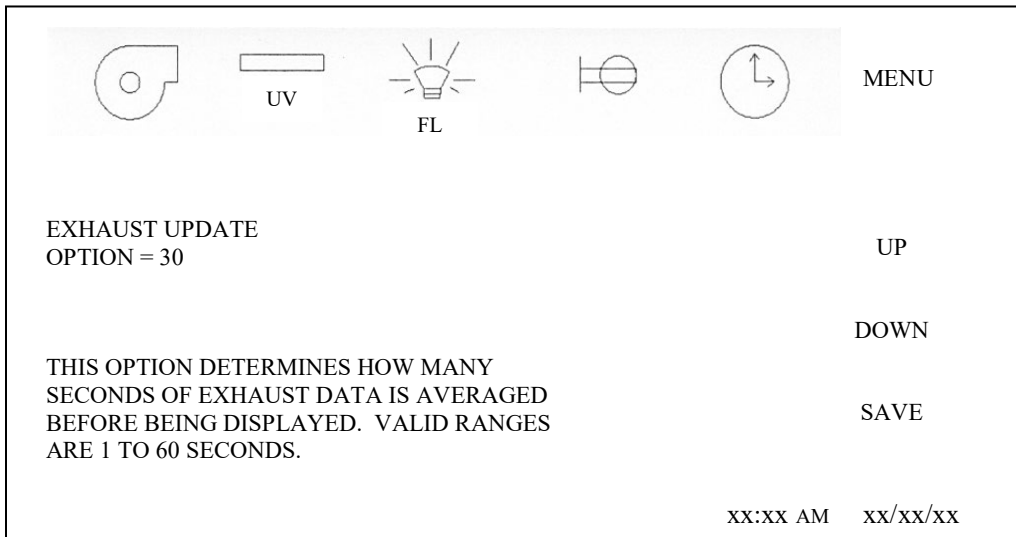 MENU
UV
FL
EXHAUST UPDATE
OPTION = 30
UP
DOWN
THIS OPTION DETERMINES HOW MANY
SECONDS OF EXHAUST DATA IS AVERAGED
BEFORE BEING DISPLAYED. VALID RANGES
ARE 1 TO 60 SECONDS.
SAVE
xx:xx AM xx/xx/xx